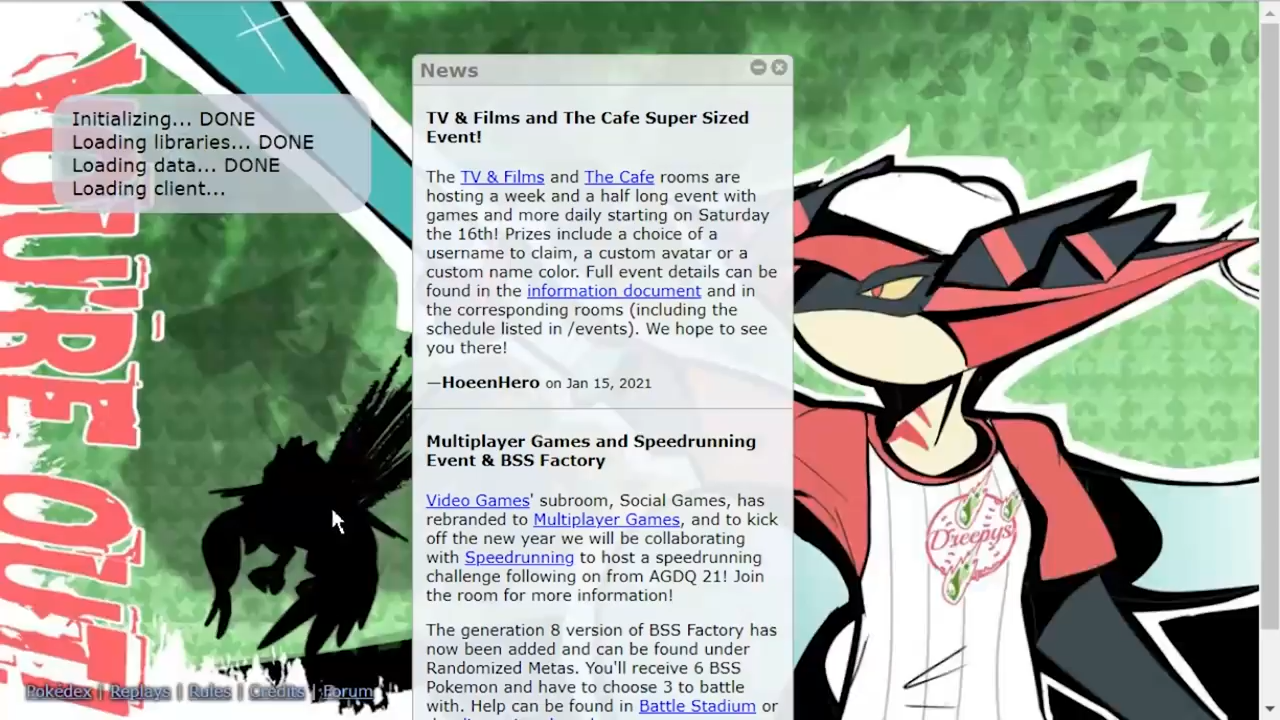 YOU'RE OUT
Initializing... DONE
Loading libraries... DONE
Loading data... DONE
Loading client...
News
TV & Films and The Cafe Super Sized
Event!
The TV & Films and The Cafe rooms are
hosting a week and a half long event with
games and more daily starting on Saturday
the 16th! Prizes include a choice of a
username to claim, a custom avatar or a
custom name color. Full event details can be
found in the information document and in
the corresponding rooms (including the
schedule listed in /events). We hope to see
you there!
—HoeenHero on Jan 15, 2021
Multiplayer Games and Speedrunning
Event & BSS Factory
Video Games' subroom, Social Games, has
rebranded to Multiplayer Games, and to kick
off the new year we will be collaborating
with Speedrunning to host a speedrunning
challenge following on from AGDQ 21! Join
the room for more information!
The generation 8 version of BSS Factory has
now been added and can be found under
Randomized Metas. You'll receive 6 BSS
Pokemon and have to choose 3 to battle
with. Help can be found in Battle Stadium or
Dreepys
Pokédex | Replays | Rules | Credits | Forum